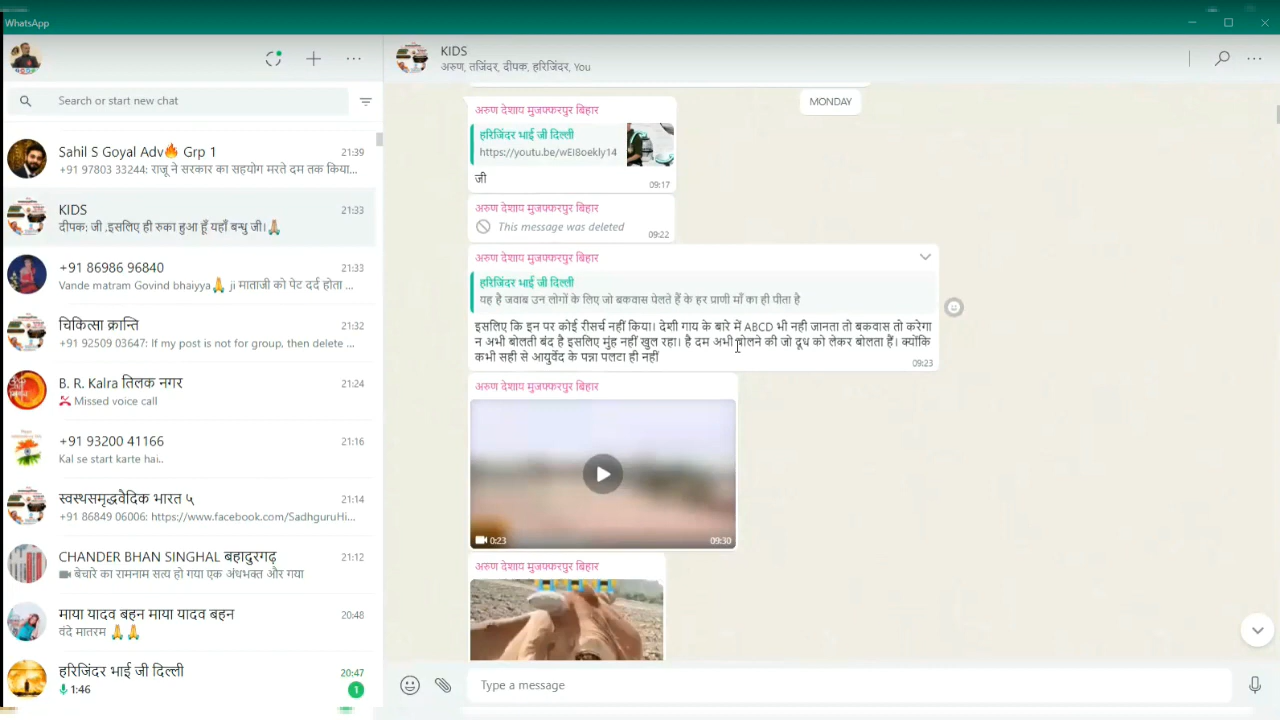 WhatsApp
Search or start new chat
Sahil S Goyal Adv🔥 Grp 1
21:39
+91 97803 33244: राजू ने सरकार का सहयोग मरते दम तक किया...
KIDS
21:33
दीपक: जी .इसलिए ही रुका हुआ हूँ यहाँ बन्धु जी।🙏🏼
+91 86986 96840
21:33
Vande matram Govind bhaiyya🙏 ji माताजी को पेट दर्द होता ...
चिकित्सा क्रान्ति
21:32
+91 92509 03647: If my post is not for group, then delete ...
B. R. Kalra तिलक नगर
21:24
Missed voice call
+91 93200 41166
21:16
Kal se start karte hai..
स्वस्थसमृद्धवैदिक भारत ५
21:14
+91 86849 06006: https://www.facebook.com/SadhguruHi...
CHANDER BHAN SINGHAL बहादुरगढ़
21:12
बेचारे का रामनाम सत्य हो गया एक अंधभक्त और गया
माया यादव बहन माया यादव बहन
20:48
वंदे मातरम 🙏🙏
हरिजिंदर भाई जी दिल्ली
20:47
1:46
1
KIDS
अरुण, तजिंदर, दीपक, हरिजिंदर, You
MONDAY
अरुण देशाप मुजफ्फरपुर बिहार
हरिजिंदर भाई जी दिल्ली
https://youtu.be/wEI8oekIy14
जी
09:17
अरुण देशाप मुजफ्फरपुर बिहार
This message was deleted
09:22
अरुण देशाप मुजफ्फरपुर बिहार
हरिजिंदर भाई जी दिल्ली
यह है जवाब उन लोगों के लिए जो बकवास पेलते हैं के हर प्राणी माँ का ही पीता है
इसलिए कि इन पर कोई रीसर्च नहीं किया। देशी गाय के बारे में ABCD भी नही जानता तो बकवास तो करेगा
न अभी बोलती बंद है इसलिए मुंह नहीं खुल रहा। है दम अभी बोलने की जो दूध को लेकर बोलता हैं। क्योंकि
कभी सही से आयुर्वेद के पन्ना पलटा ही नहीं
09:23
अरुण देशाप मुजफ्फरपुर बिहार
0:23
09:30
अरुण देशाप मुजफ्फरपुर बिहार
Type a message